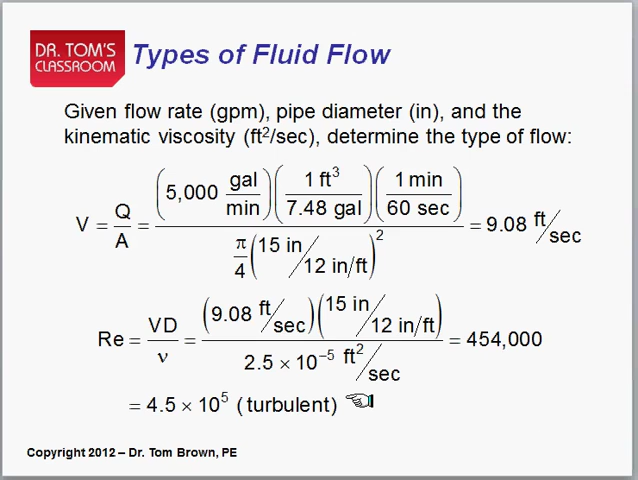 DR. TOM'S
CLASSROOM
Types of Fluid Flow
Given flow rate (gpm), pipe diameter (in), and the
kinematic viscosity (ft²/sec), determine the type of flow:
V = Q/A = (5,000 gal/min)(1 ft³/7.48 gal)(1 min/60 sec) / π/4(15 in/12 in/ft)² = 9.08 ft/sec
Re = VD/ν = (9.08 ft/sec)(15 in/12 in/ft) / 2.5 × 10⁻⁵ ft²/sec = 454,000
= 4.5 × 10⁵ (turbulent)
Copyright 2012 – Dr. Tom Brown, PE